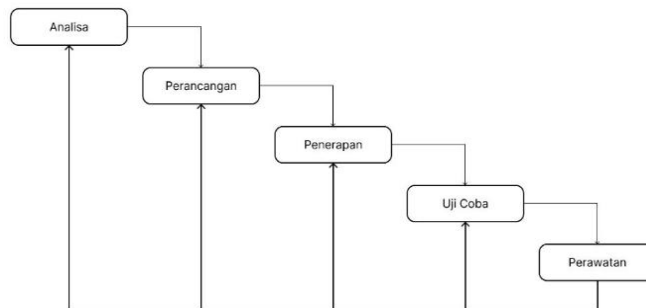 Analisa
Perancangan
Penerapan
Uji Coba
Perawatan